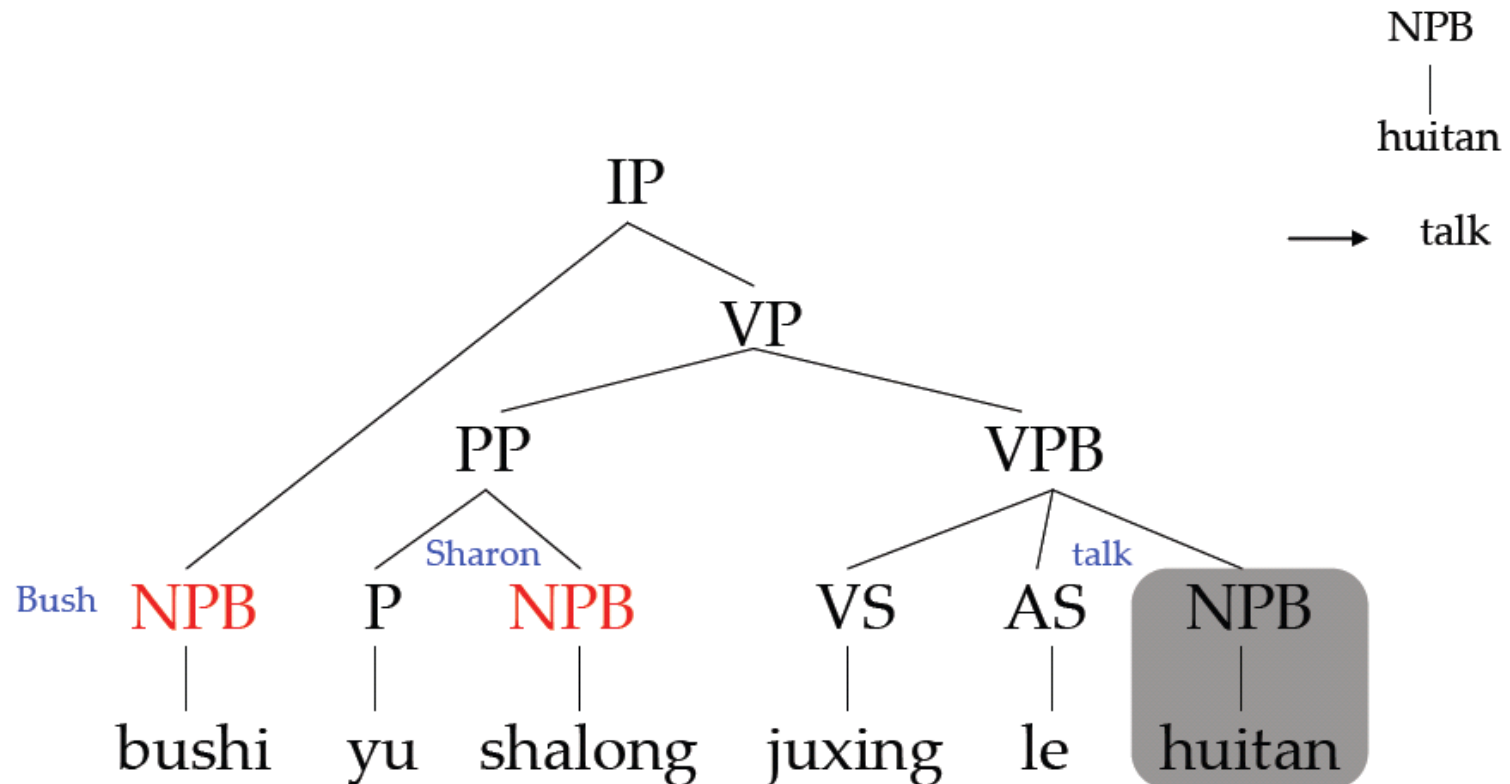 NPB
huitan
IP
talk
VP
PP VPB
Sharon talk
Bush NPB P NPB VS AS NPB
bushi yu shalong juxing le huitan